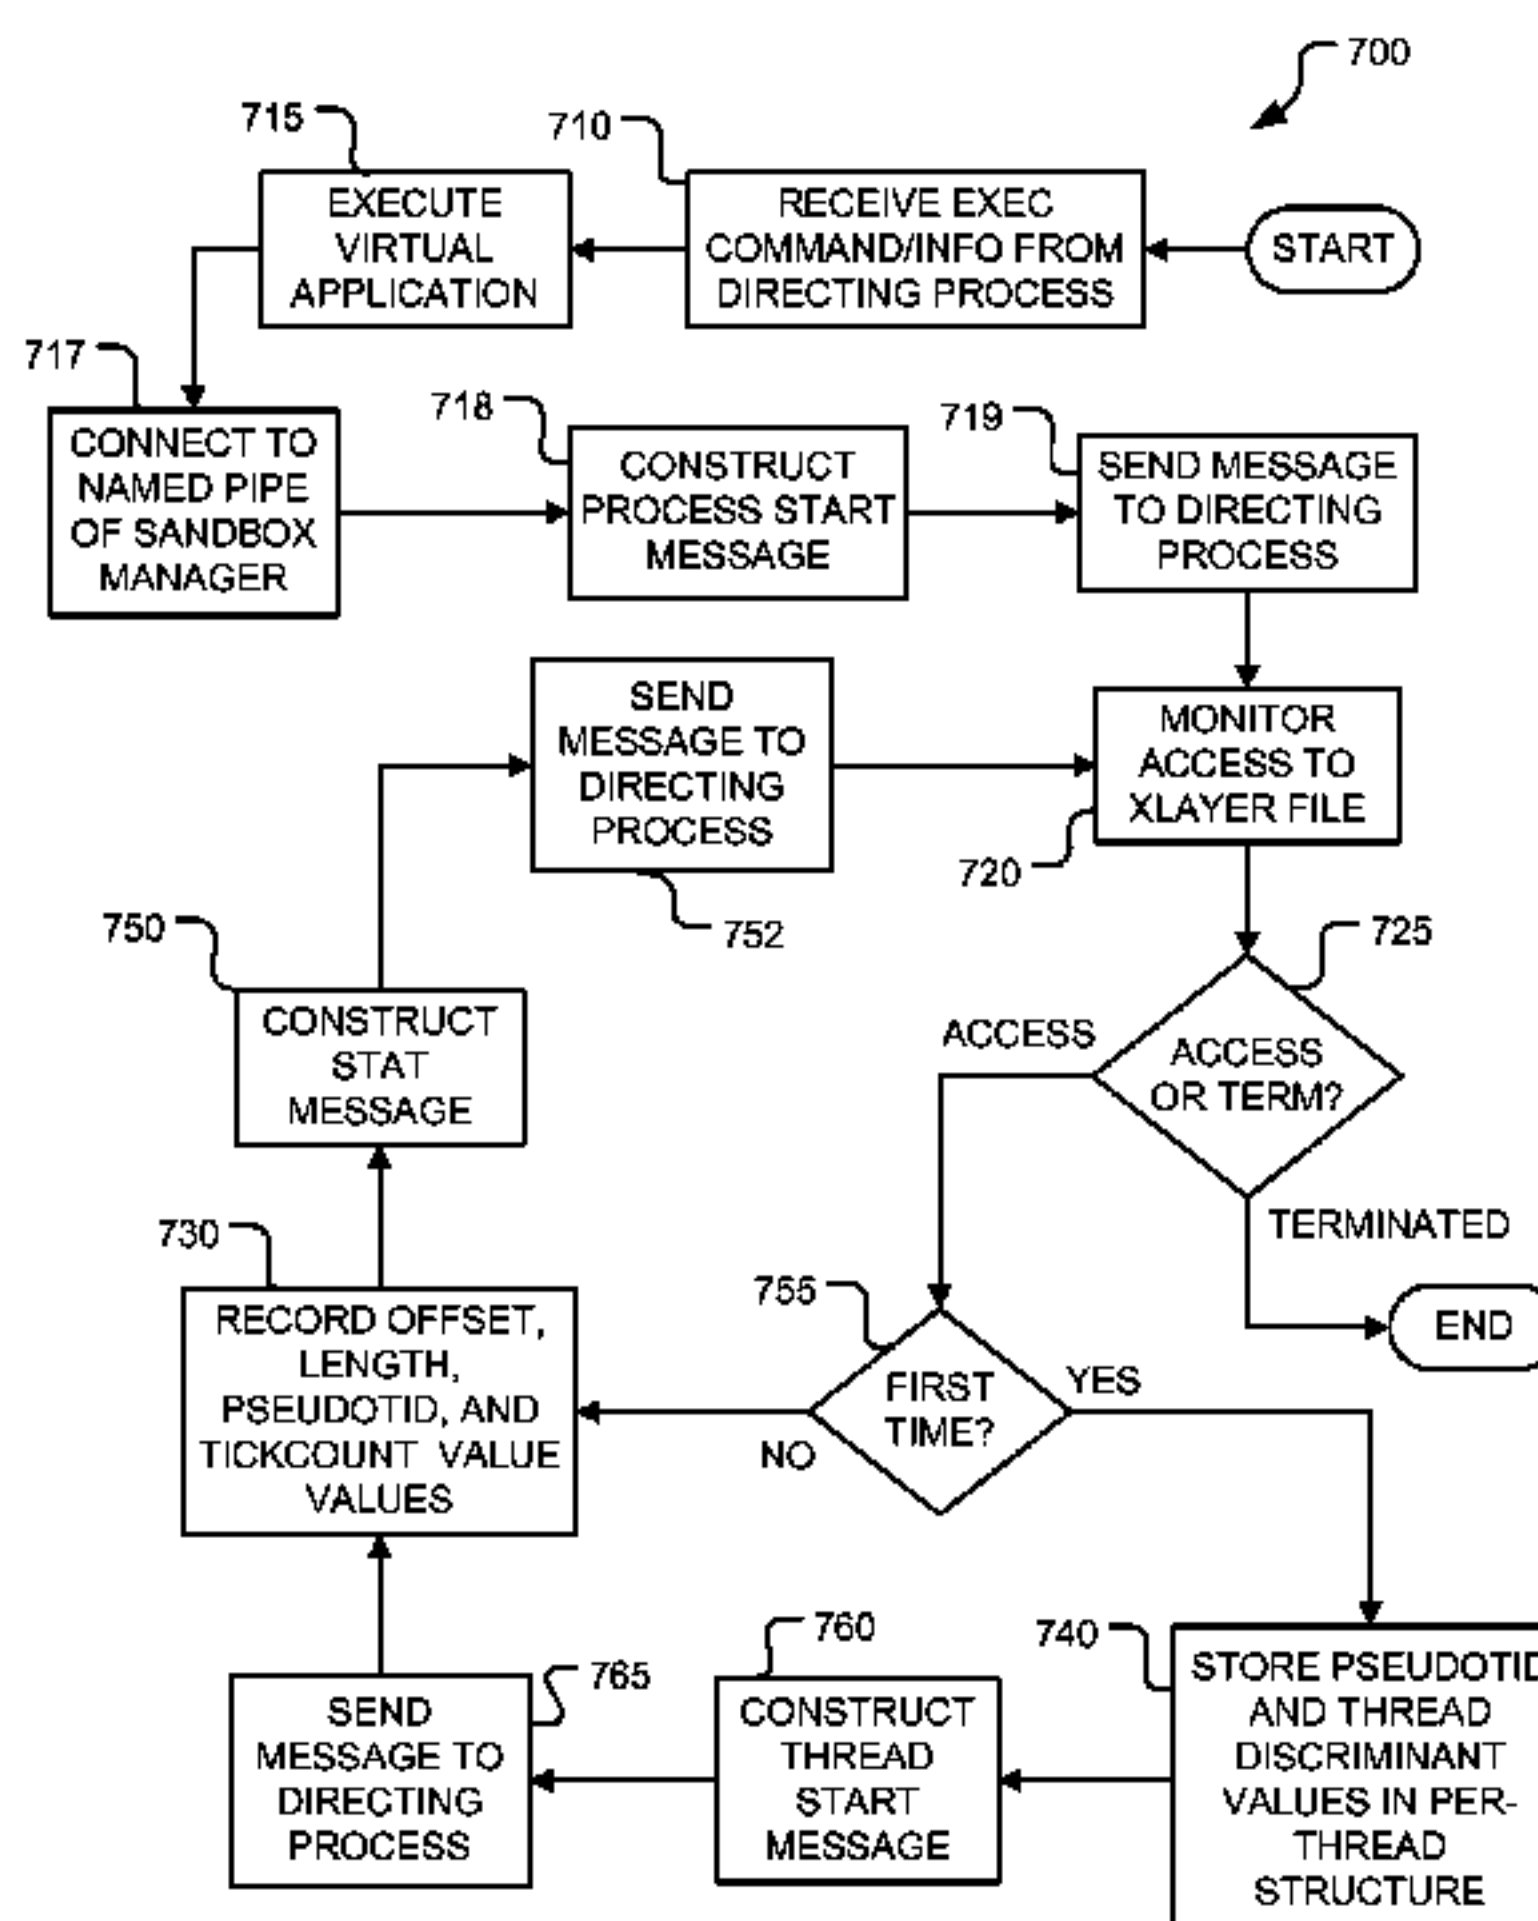 700
715
710
EXECUTE
VIRTUAL
APPLICATION
RECEIVE EXEC
COMMAND/INFO FROM
DIRECTING PROCESS
START
717
718
719
CONNECT TO
NAMED PIPE
OF SANDBOX
MANAGER
CONSTRUCT
PROCESS START
MESSAGE
SEND MESSAGE
TO DIRECTING
PROCESS
SEND
MESSAGE TO
DIRECTING
PROCESS
752
MONITOR
ACCESS TO
XLAYER FILE
720
750
CONSTRUCT
STAT
MESSAGE
725
ACCESS
ACCESS
OR TERM?
TERMINATED
END
730
RECORD OFFSET,
LENGTH,
PSEUDOTID, AND
TICKCOUNT VALUE
VALUES
755
FIRST
TIME?
YES
NO
765
SEND
MESSAGE TO
DIRECTING
PROCESS
760
CONSTRUCT
THREAD
START
MESSAGE
740
STORE PSEUDOTID
AND THREAD
DISCRIMINANT
VALUES IN PER-
THREAD
STRUCTURE